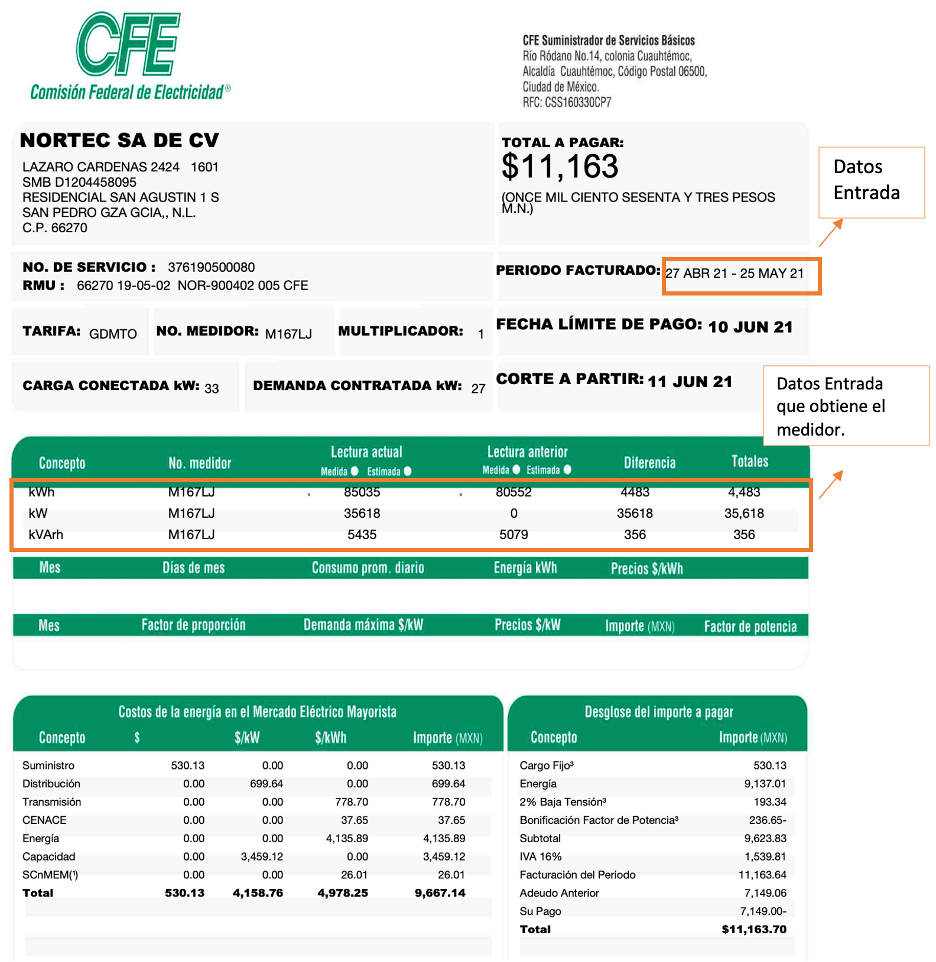 CFE
Comisión Federal de Electricidad®
CFE Suministrador de Servicios Básicos
Río Ródano No.14, colonia Cuauhtémoc,
Alcaldía Cuauhtémoc, Código Postal 06500,
Ciudad de México.
RFC: CSS160330CP7
NORTEC SA DE CV
LAZARO CARDENAS 2424 1601
SMB D1204458095
RESIDENCIAL SAN AGUSTIN 1 S
SAN PEDRO GZA GCIA,, N.L.
C.P. 66270
TOTAL A PAGAR:
$11,163
(ONCE MIL CIENTO SESENTA Y TRES PESOS
M.N.)
Datos
Entrada
NO. DE SERVICIO : 376190500080
RMU : 66270 19-05-02 NOR-900402 005 CFE
PERIODO FACTURADO: 27 ABR 21 - 25 MAY 21
TARIFA: GDMTO NO. MEDIDOR: M167LJ MULTIPLICADOR: 1
FECHA LÍMITE DE PAGO: 10 JUN 21
CARGA CONECTADA kW: 33 DEMANDA CONTRATADA kW: 27
CORTE A PARTIR: 11 JUN 21
Datos Entrada
que obtiene el
medidor.
Concepto No. medidor Lectura actual Lectura anterior Diferencia Totales
Medida Estimada Medida Estimada
kWh M167LJ 85035 80552 4483 4,483
kW M167LJ 35618 0 35618 35,618
kVArh M167LJ 5435 5079 356 356
Mes Días de mes Consumo prom. diario Energía kWh Precios $/kWh
Mes Factor de proporción Demanda máxima $/kW Precios $/kW Importe (MXN) Factor de potencia
Costos de la energía en el Mercado Eléctrico Mayorista
Concepto $ $/kW $/kWh Importe (MXN)
Suministro 530.13 0.00 0.00 530.13
Distribución 0.00 699.64 0.00 699.64
Transmisión 0.00 0.00 778.70 778.70
CENACE 0.00 0.00 37.65 37.65
Energía 0.00 0.00 4,135.89 4,135.89
Capacidad 0.00 3,459.12 0.00 3,459.12
SCnMEM(¹) 0.00 0.00 26.01 26.01
Total 530.13 4,158.76 4,978.25 9,667.14
Desglose del importe a pagar
Concepto Importe (MXN)
Cargo Fijo³ 530.13
Energía 9,137.01
2% Baja Tensión³ 193.34
Bonificación Factor de Potencia³ 236.65-
Subtotal 9,623.83
IVA 16% 1,539.81
Facturación del Periodo 11,163.64
Adeudo Anterior 7,149.06
Su Pago 7,149.00-
Total $11,163.70